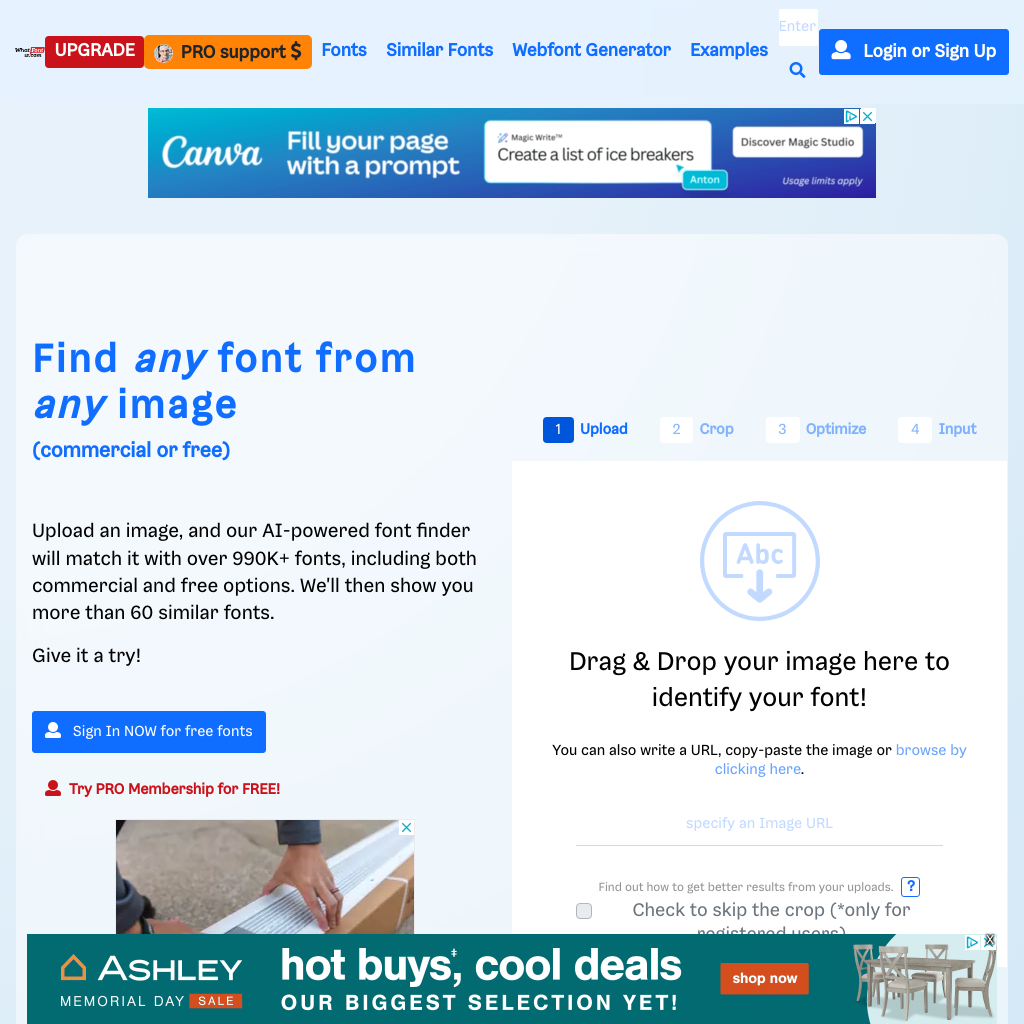 What Font is.com
UPGRADE
PRO support $
Fonts
Similar Fonts
Webfont Generator
Examples
Enter
Login or Sign Up
Canva
Fill your page
with a prompt
Magic Write™
Create a list of ice breakers
Anton
Discover Magic Studio
Usage limits apply
Find any font from
any image
(commercial or free)
Upload an image, and our AI-powered font finder
will match it with over 990K+ fonts, including both
commercial and free options. We'll then show you
more than 60 similar fonts.
Give it a try!
Sign In NOW for free fonts
Try PRO Membership for FREE!
1 Upload
2 Crop
3 Optimize
4 Input
Abc
Drag & Drop your image here to
identify your font!
You can also write a URL, copy-paste the image or browse by
clicking here.
specify an Image URL
Find out how to get better results from your uploads. ?
Check to skip the crop (*only for
registered users)
ASHLEY
MEMORIAL DAY SALE
hot buys,‡ cool deals
OUR BIGGEST SELECTION YET!
shop now
X